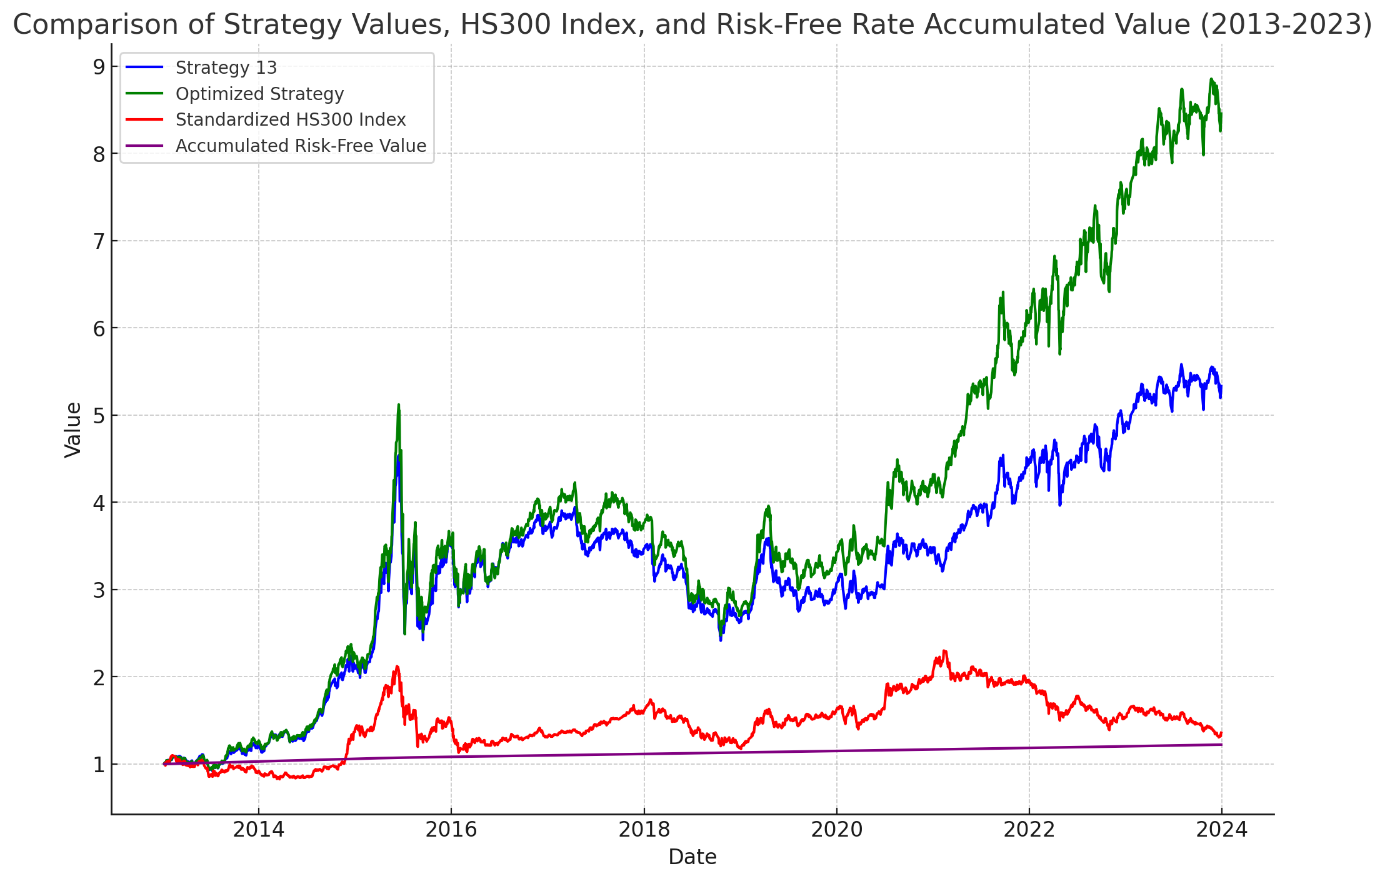 Comparison of Strategy Values, HS300 Index, and Risk-Free Rate Accumulated Value (2013-2023)
Strategy 13
Optimized Strategy
Standardized HS300 Index
Accumulated Risk-Free Value
Value
9
8
7
6
5
4
3
2
1
2014 2016 2018 2020 2022 2024
Date